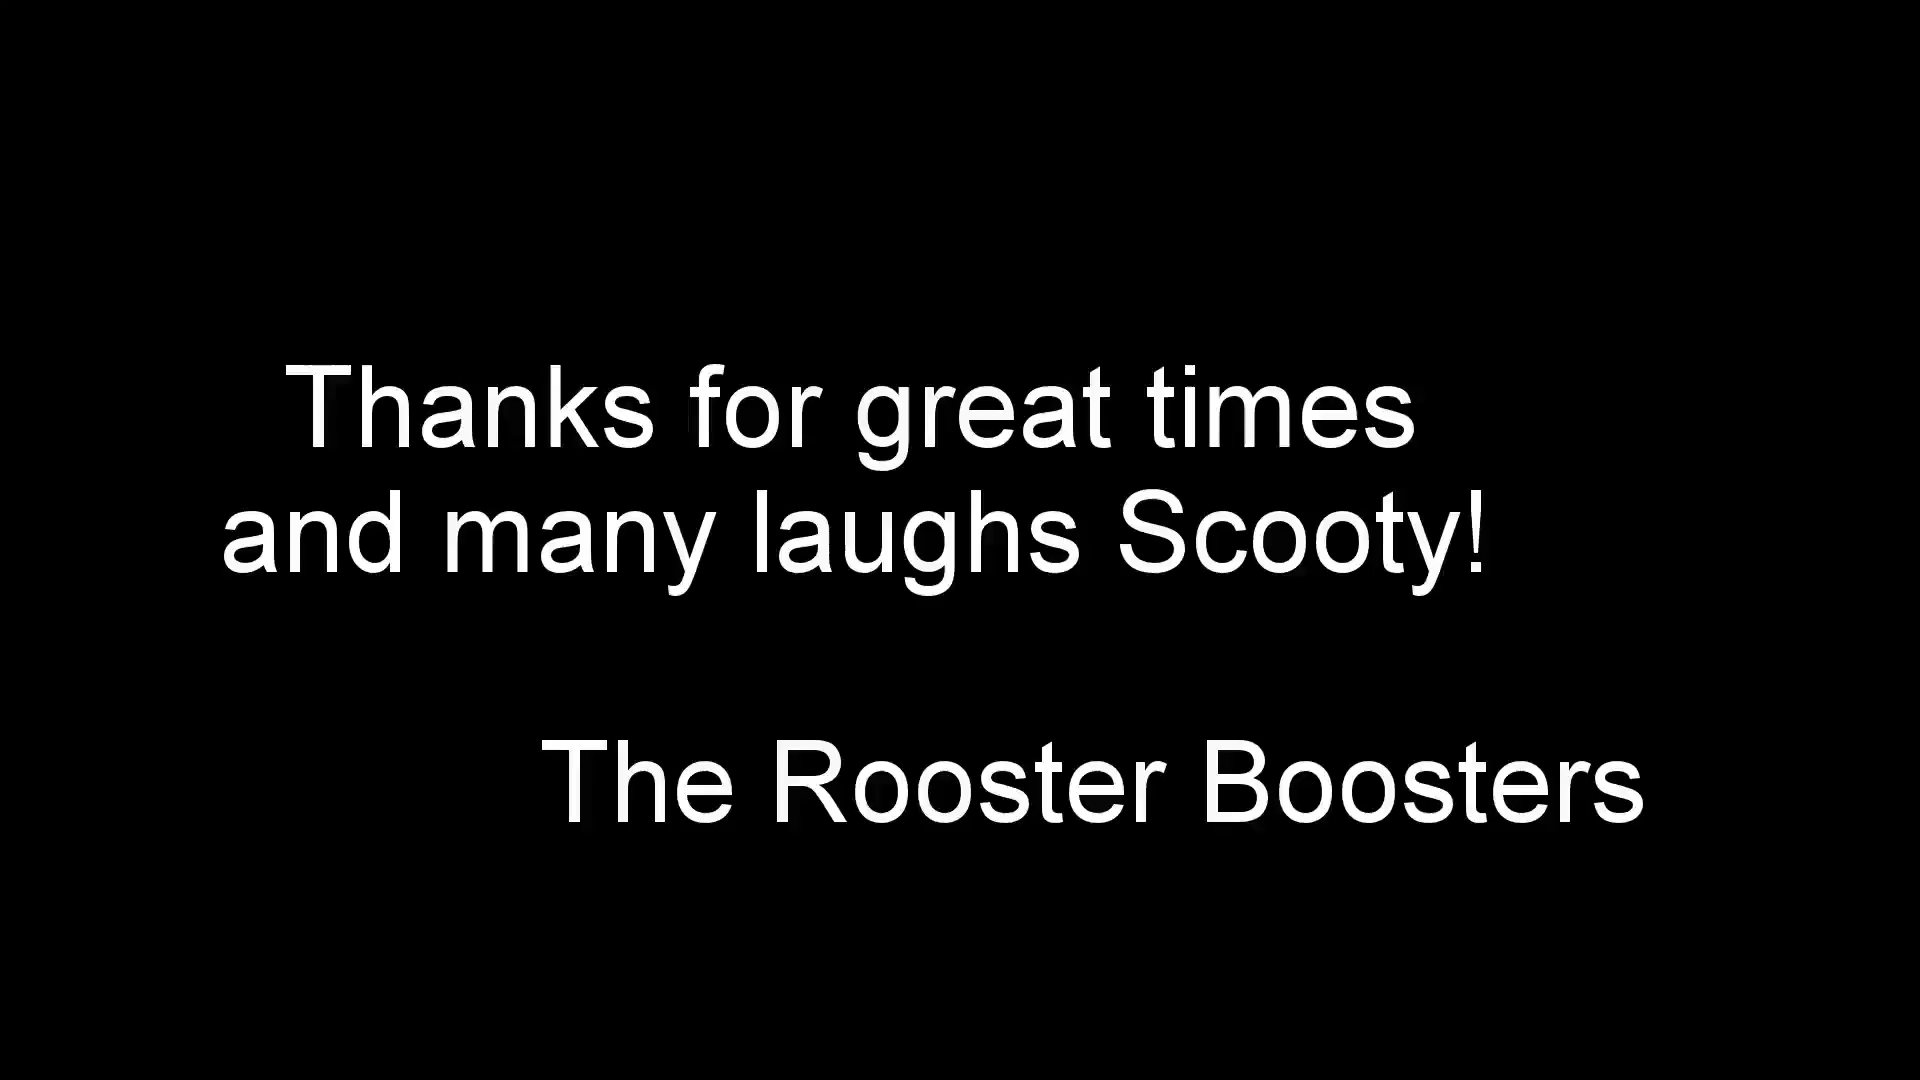 Thanks for great times
and many laughs Scooty!
The Rooster Boosters